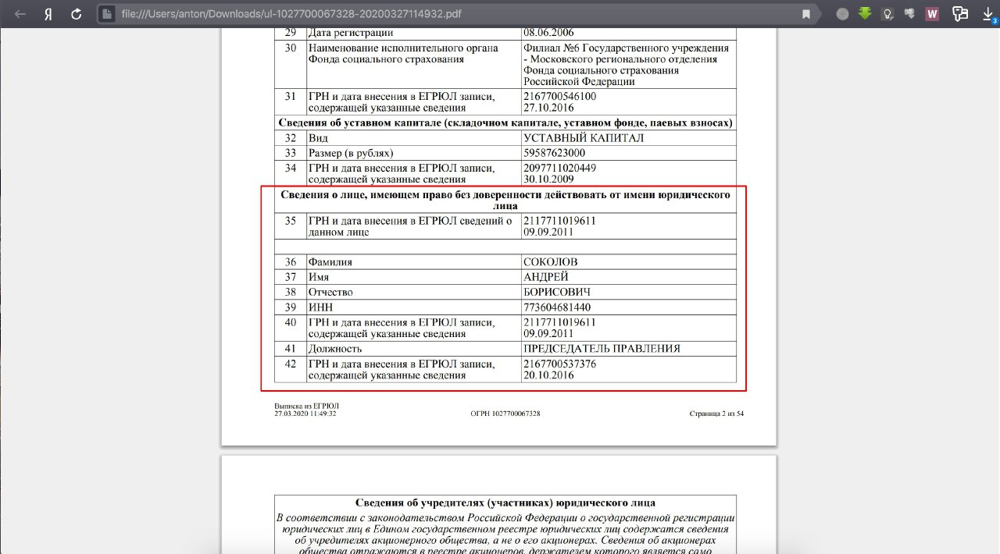 Я
file:///Users/anton/Downloads/ul-1027700067328-20200327114932.pdf
W
3
29 Дата регистрации 08.06.2006
30 Наименование исполнительного органа Филиал №6 Государственного учреждения
Фонда социального страхования - Московского регионального отделения
Фонда социального страхования
Российской Федерации
31 ГРН и дата внесения в ЕГРЮЛ записи, 2167700546100
содержащей указанные сведения 27.10.2016
Сведения об уставном капитале (складочном капитале, уставном фонде, паевых взносах)
32 Вид УСТАВНЫЙ КАПИТАЛ
33 Размер (в рублях) 59587623000
34 ГРН и дата внесения в ЕГРЮЛ записи, 2097711020449
содержащей указанные сведения 30.10.2009
Сведения о лице, имеющем право без доверенности действовать от имени юридического
лица
35 ГРН и дата внесения в ЕГРЮЛ сведений о 2117711019611
данном лице 09.09.2011
36 Фамилия СОКОЛОВ
37 Имя АНДРЕЙ
38 Отчество БОРИСОВИЧ
39 ИНН 773604681440
40 ГРН и дата внесения в ЕГРЮЛ записи, 2117711019611
содержащей указанные сведения 09.09.2011
41 Должность ПРЕДСЕДАТЕЛЬ ПРАВЛЕНИЯ
42 ГРН и дата внесения в ЕГРЮЛ записи, 2167700537376
содержащей указанные сведения 20.10.2016
Выписка из ЕГРЮЛ
27.03.2020 11:49:32 ОГРН 1027700067328 Страница 2 из 54
Сведения об учредителях (участниках) юридического лица
В соответствии с законодательством Российской Федерации о государственной регистрации
юридических лиц в Едином государственном реестре юридических лиц содержатся сведения
об учредителях акционерного общества, а не о его акционерах. Сведения об акционерах
общества отражаются в реестре акционеров, держателем которого является само